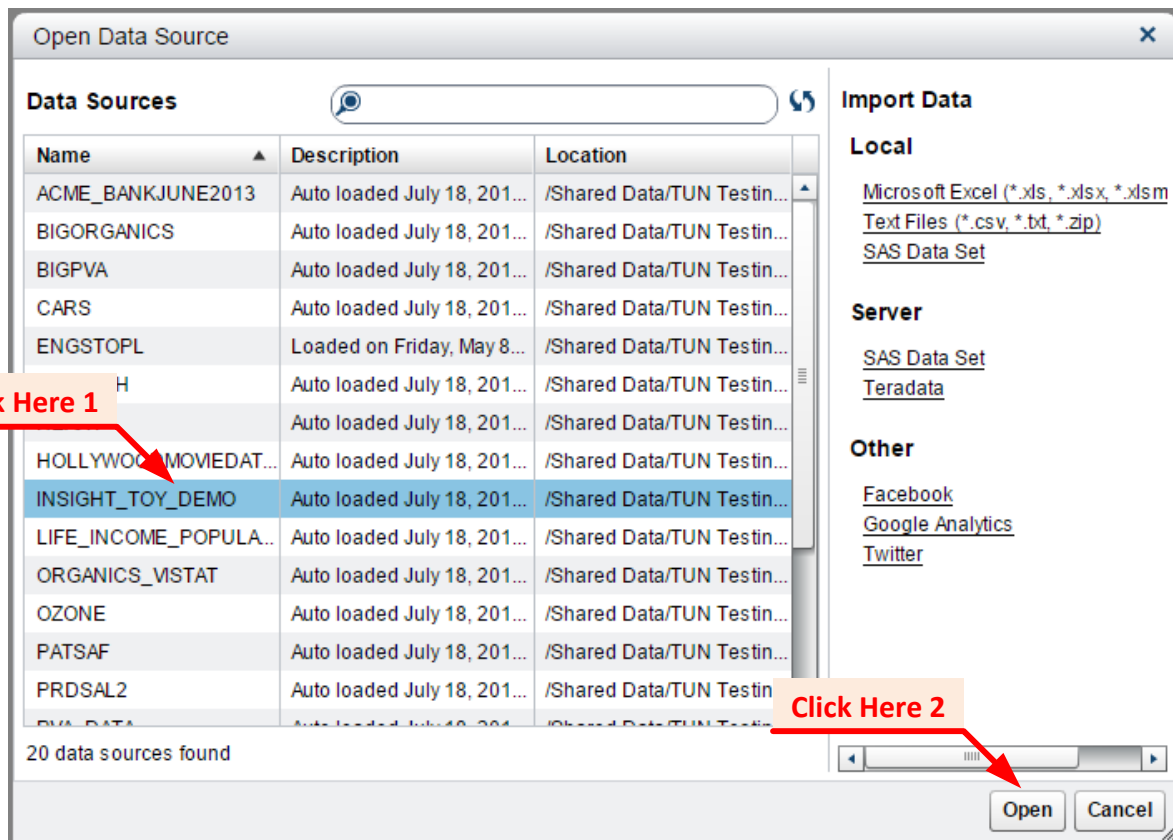 Open Data Source
Data Sources
Name Description Location
ACME_BANKJUNE2013 Auto loaded July 18, 201... /Shared Data/TUN Testin...
BIGORGANICS Auto loaded July 18, 201... /Shared Data/TUN Testin...
BIGPVA Auto loaded July 18, 201... /Shared Data/TUN Testin...
CARS Auto loaded July 18, 201... /Shared Data/TUN Testin...
ENGSTOPL Loaded on Friday, May 8... /Shared Data/TUN Testin...
H Auto loaded July 18, 201... /Shared Data/TUN Testin...
k Here 1
Auto loaded July 18, 201... /Shared Data/TUN Testin...
Auto loaded July 18, 201... /Shared Data/TUN Testin...
INSIGHT_TOY_DEMO Auto loaded July 18, 201... /Shared Data/TUN Testin...
LIFE_INCOME_POPULA... Auto loaded July 18, 201... /Shared Data/TUN Testin...
ORGANICS_VISTAT Auto loaded July 18, 201... /Shared Data/TUN Testin...
OZONE Auto loaded July 18, 201... /Shared Data/TUN Testin...
PATSAF Auto loaded July 18, 201... /Shared Data/TUN Testin...
PRDSAL2 Auto loaded July 18, 201... /Shared Data/TUN Testin
20 data sources found
Import Data
Local
Microsoft Excel (*.xls, *.xlsx, *.xlsm
Text Files (*.csv, *.txt, *.zip)
SAS Data Set
Server
SAS Data Set
Teradata
Other
Facebook
Google Analytics
Twitter
Click Here 2
Open Cancel